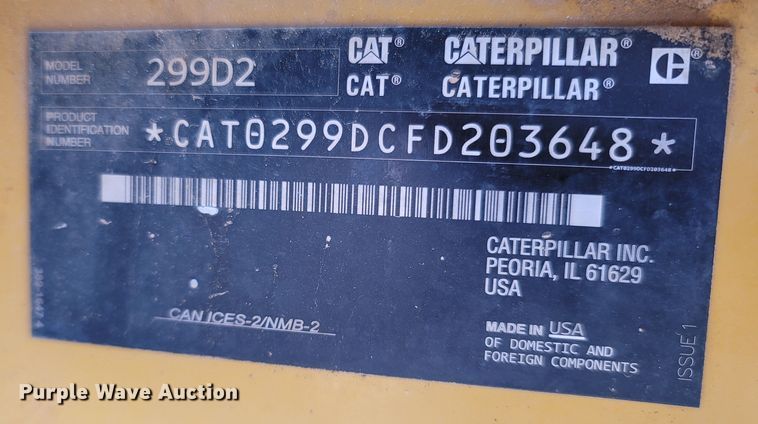 MODEL NUMBER 299D2
CAT® CATERPILLAR®
CAT® CATERPILLAR®
PRODUCT IDENTIFICATION NUMBER *CAT0299DCFD203648*
*CAT0299DCFD203648*
CATERPILLAR INC.
PEORIA, IL 61629
USA
CAN ICES-2/NMB-2
MADE IN USA
OF DOMESTIC AND
FOREIGN COMPONENTS
ISSUE 1
Purple Wave Auction